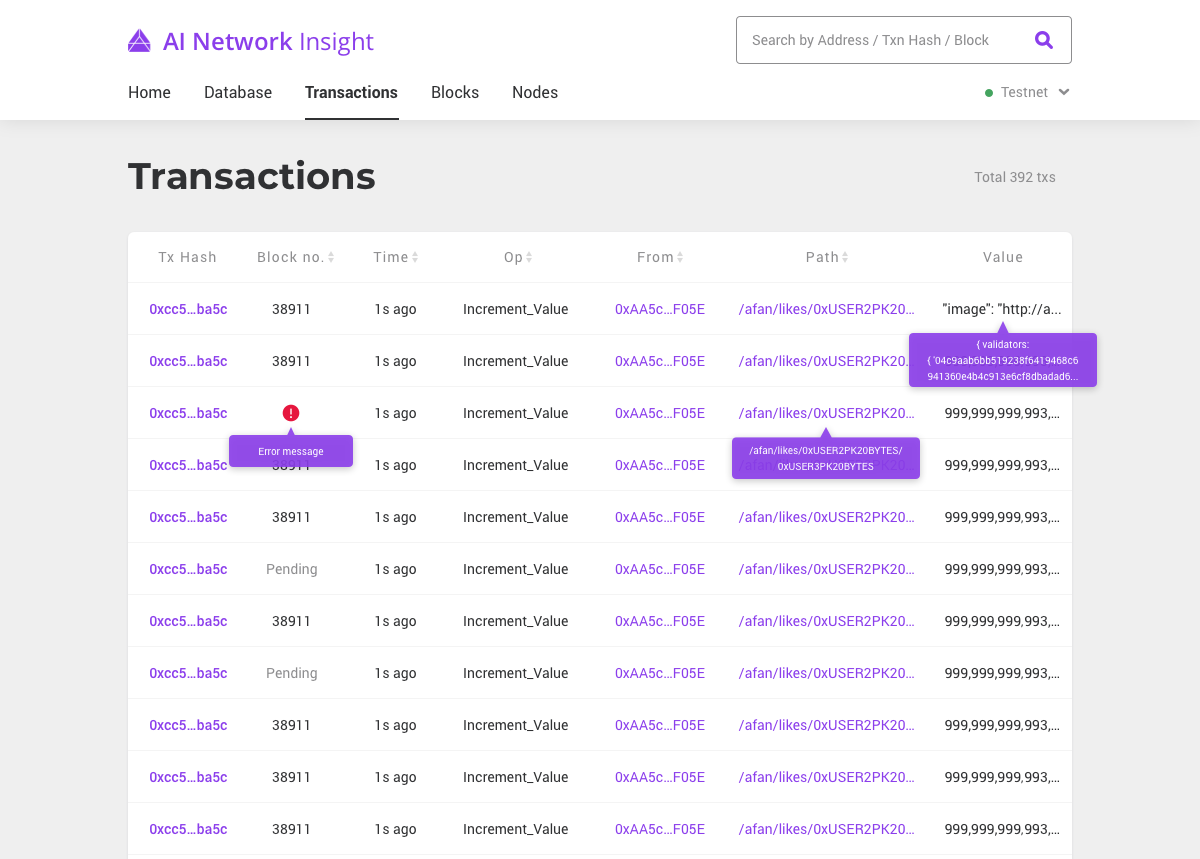 AI Network Insight
Search by Address / Txn Hash / Block
Home Database Transactions Blocks Nodes
Testnet
Transactions
Total 392 txs
Tx Hash Block no. Time Op From Path Value
0xcc5...ba5c 38911 1s ago Increment_Value 0xAA5c...F05E /afan/likes/0xUSER2PK20... "image": "http://a...
{ validators:
{ '04c9aab6bb519238f6419468c6
941360e4b4c913e6cf8dbadad6...
0xcc5...ba5c 38911 1s ago Increment_Value 0xAA5c...F05E /afan/likes/0xUSER2PK20...
0xcc5...ba5c 1s ago Increment_Value 0xAA5c...F05E /afan/likes/0xUSER2PK20... 999,999,999,993,...
Error message
/afan/likes/0xUSER2PK20BYTES/
0xUSER3PK20BYTES
0xcc5...ba5c 38911 1s ago Increment_Value 0xAA5c...F05E 999,999,999,993,...
0xcc5...ba5c 38911 1s ago Increment_Value 0xAA5c...F05E /afan/likes/0xUSER2PK20... 999,999,999,993,...
0xcc5...ba5c Pending 1s ago Increment_Value 0xAA5c...F05E /afan/likes/0xUSER2PK20... 999,999,999,993,...
0xcc5...ba5c 38911 1s ago Increment_Value 0xAA5c...F05E /afan/likes/0xUSER2PK20... 999,999,999,993,...
0xcc5...ba5c Pending 1s ago Increment_Value 0xAA5c...F05E /afan/likes/0xUSER2PK20... 999,999,999,993,...
0xcc5...ba5c 38911 1s ago Increment_Value 0xAA5c...F05E /afan/likes/0xUSER2PK20... 999,999,999,993,...
0xcc5...ba5c 38911 1s ago Increment_Value 0xAA5c...F05E /afan/likes/0xUSER2PK20... 999,999,999,993,...
0xcc5...ba5c 38911 1s ago Increment_Value 0xAA5c...F05E /afan/likes/0xUSER2PK20... 999,999,999,993,...